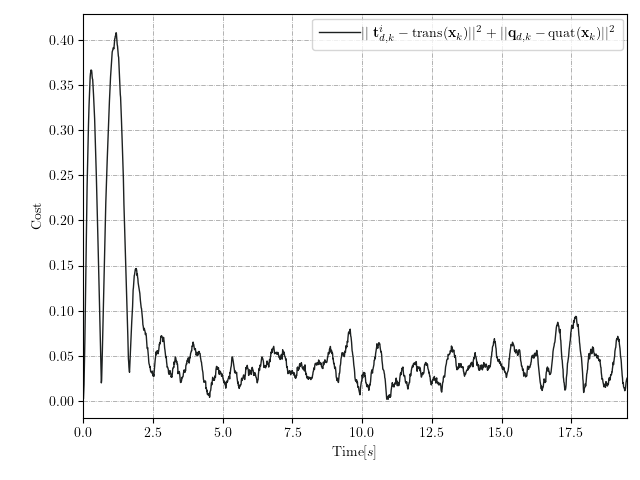 || t^i_{d,k} − trans(x_k)||^2 + ||q_{d,k} − quat(x_k)||^2
0.40
0.35
0.30
0.25
0.20
0.15
0.10
0.05
0.00
Cost
0.0 2.5 5.0 7.5 10.0 12.5 15.0 17.5
Time[s]